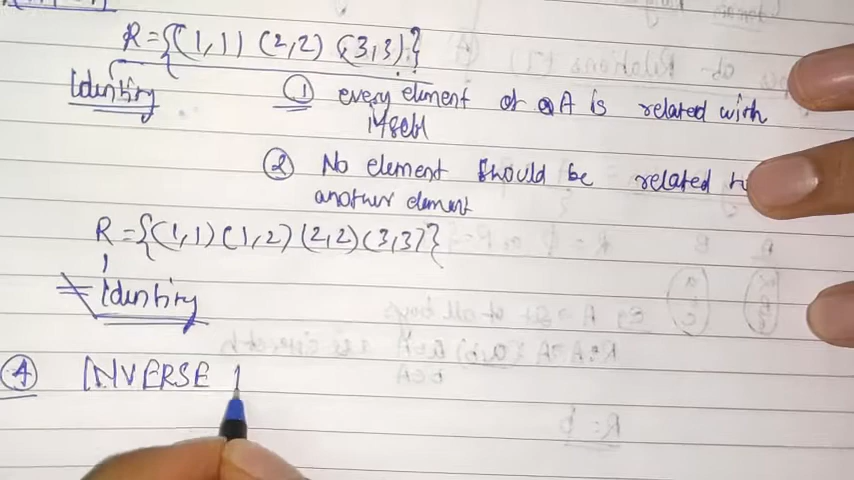 R = {(1,1) (2,2) (3,3)}
Identity
① every element of A is related with
itself
② No element should be related
another element
R = {(1,1) (1,2) (2,2) (3,3)}
≠ Identity
④ INVERSE